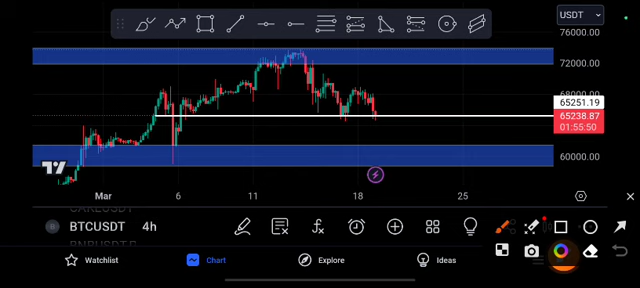 USDT
76000.00
72000.00
68000.00
65251.19
65238.87
01:55:50
60000.00
Mar 6 11 18 25
BTCUSDT 4h
Watchlist Chart Explore Ideas